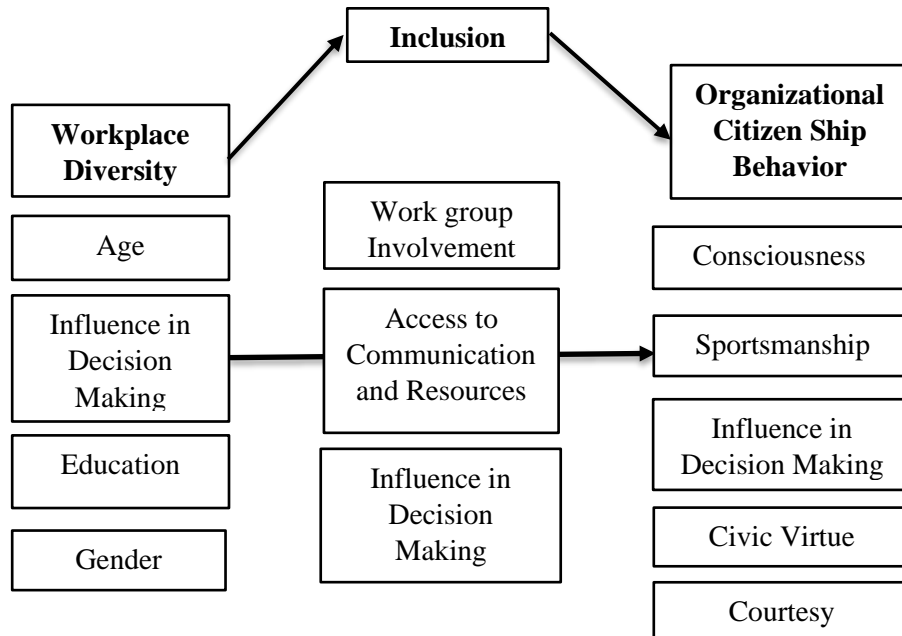 Inclusion
Workplace
Diversity
Age
Influence in
Decision
Making
Education
Gender
Work group
Involvement
Access to
Communication
and Resources
Influence in
Decision
Making
Organizational
Citizen Ship
Behavior
Consciousness
Sportsmanship
Influence in
Decision Making
Civic Virtue
Courtesy